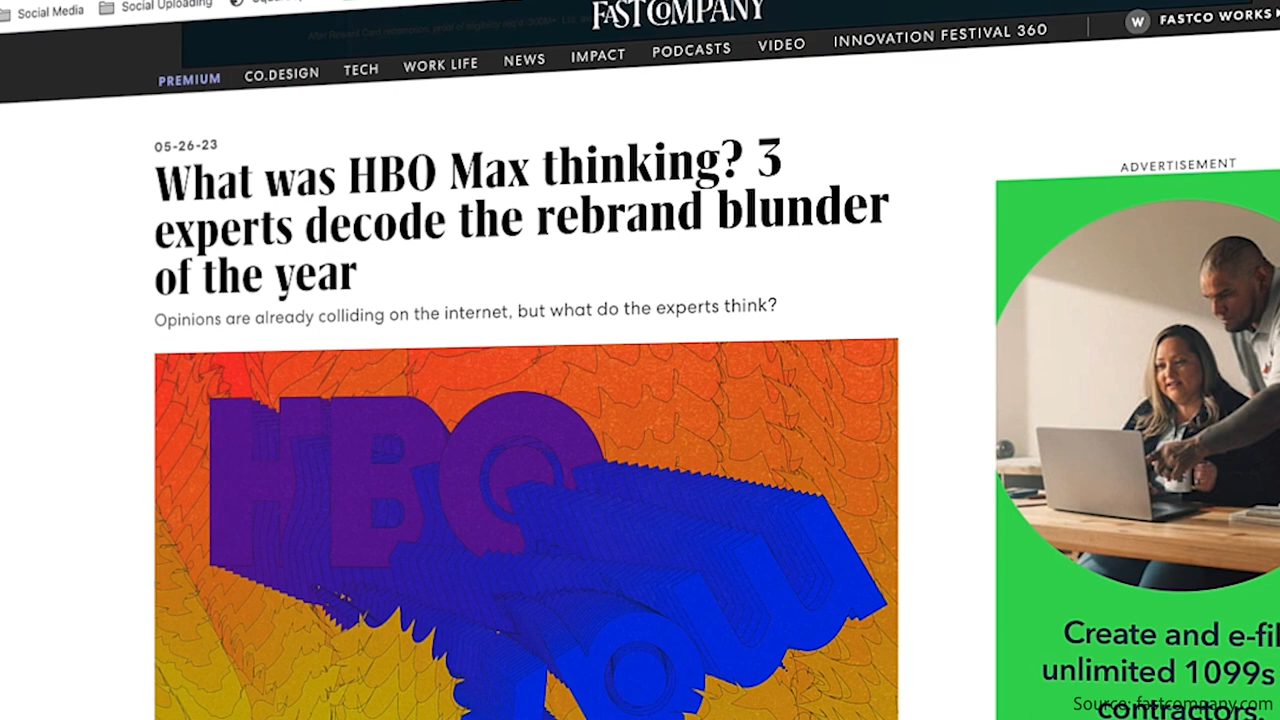 Social Media
Social Uploading
FAST COMPANY
PREMIUM CO.DESIGN TECH WORK LIFE NEWS IMPACT PODCASTS VIDEO INNOVATION FESTIVAL 360 W FASTCO WORKS
05-26-23
What was HBO Max thinking? 3
experts decode the rebrand blunder
of the year
Opinions are already colliding on the internet, but what do the experts think?
ADVERTISEMENT
HBO
Create and e-fil
unlimited 1099s
contractors.
Source: fastcompany.com